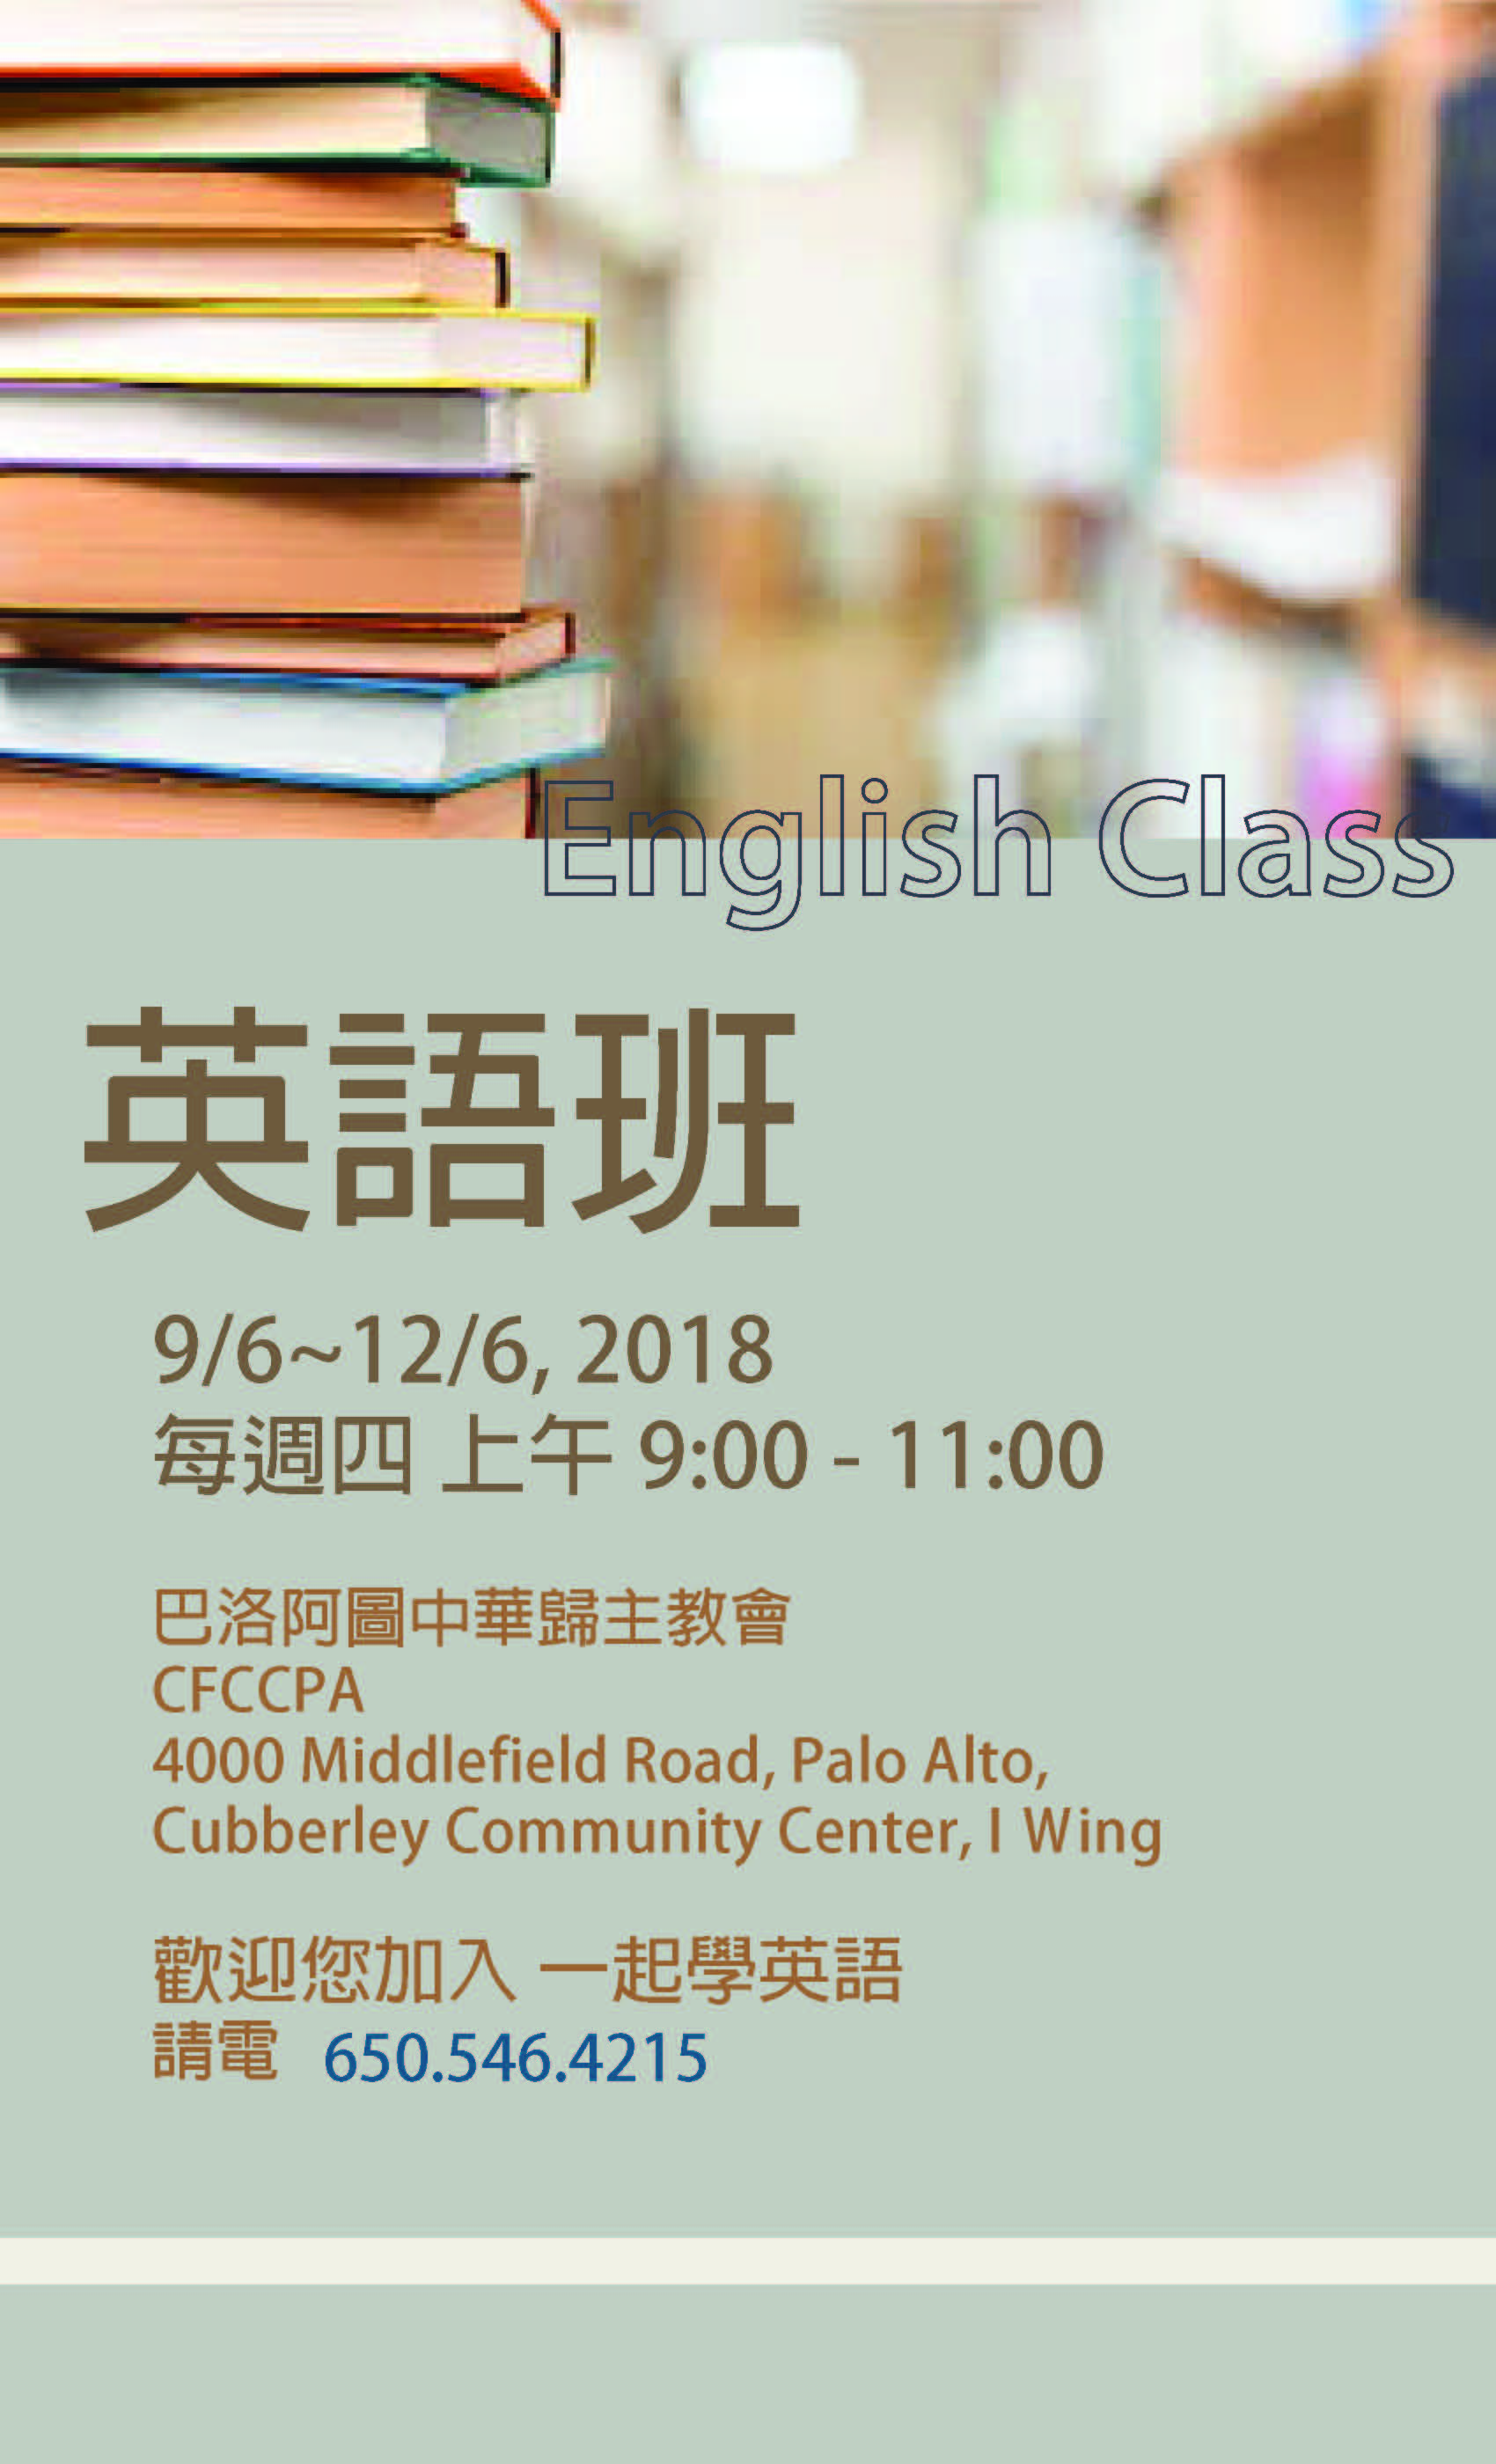 English Class
英語班
9/6~12/6, 2018
每週四 上午 9:00 - 11:00
巴洛阿圖中華歸主教會
CFCCPA
4000 Middlefield Road, Palo Alto,
Cubberley Community Center, I Wing
歡迎您加入 一起學英語
請電 650.546.4215